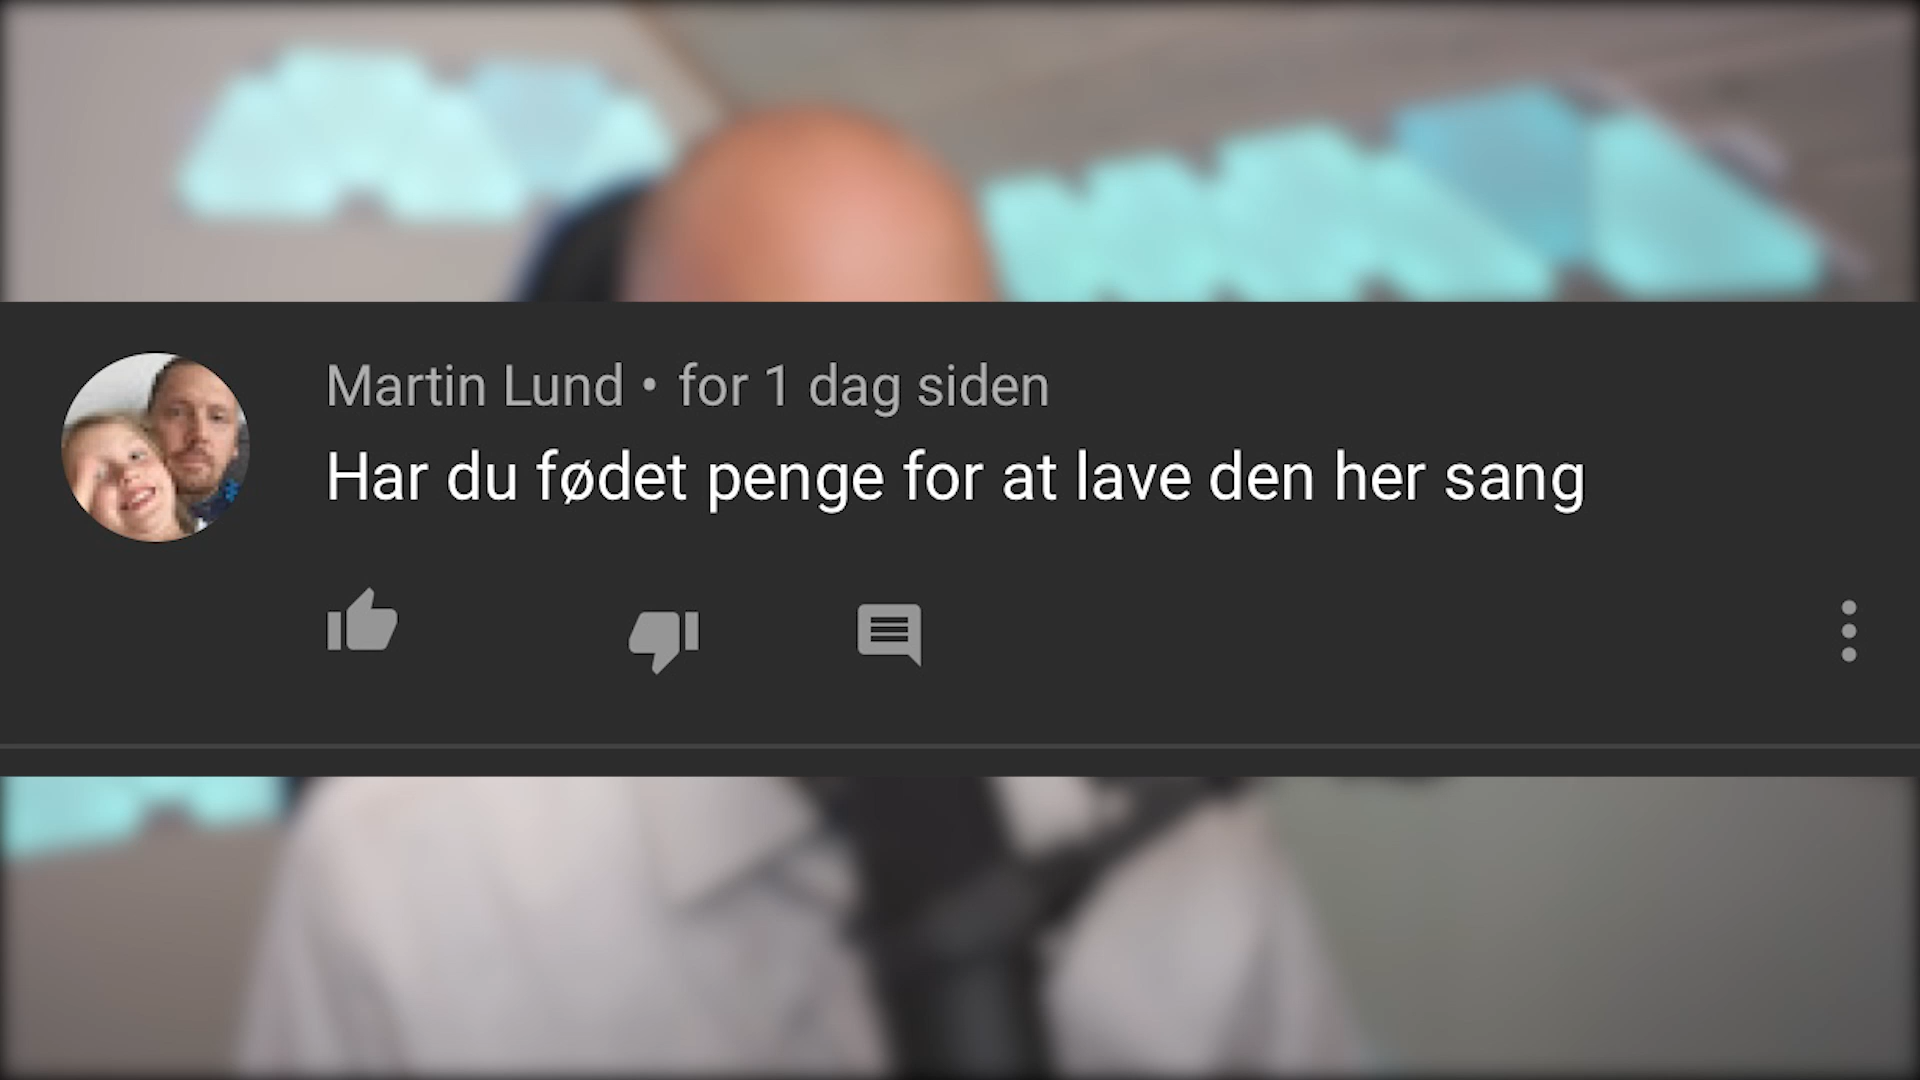 Martin Lund • for 1 dag siden
Har du fødet penge for at lave den her sang